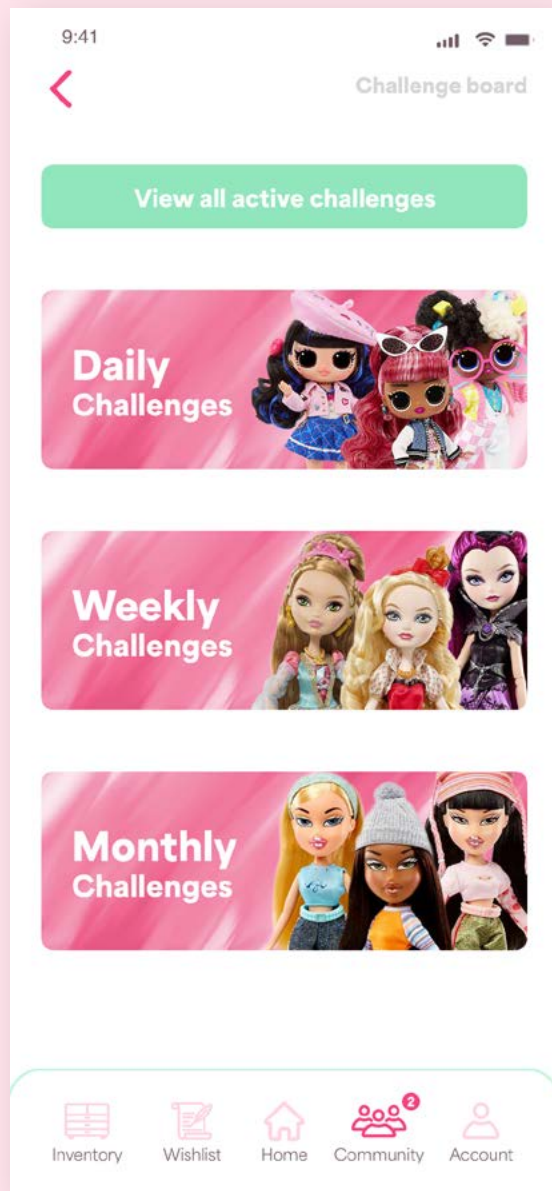 9:41
Challenge board
View all active challenges
Daily
Challenges
Weekly
Challenges
Monthly
Challenges
2
Inventory Wishlist Home Community Account